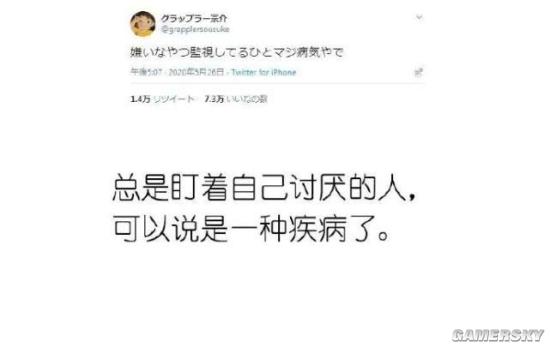 グラップラー宗介
@grapplersousuke
嫌いなやつ監視してるひとマジ病気やで
午後5:07 · 2020年5月26日 · Twitter for iPhone
1.4万 リツイート 7.3万 いいねの数
总是盯着自己讨厌的人，
可以说是一种疾病了。
GAMERSKY